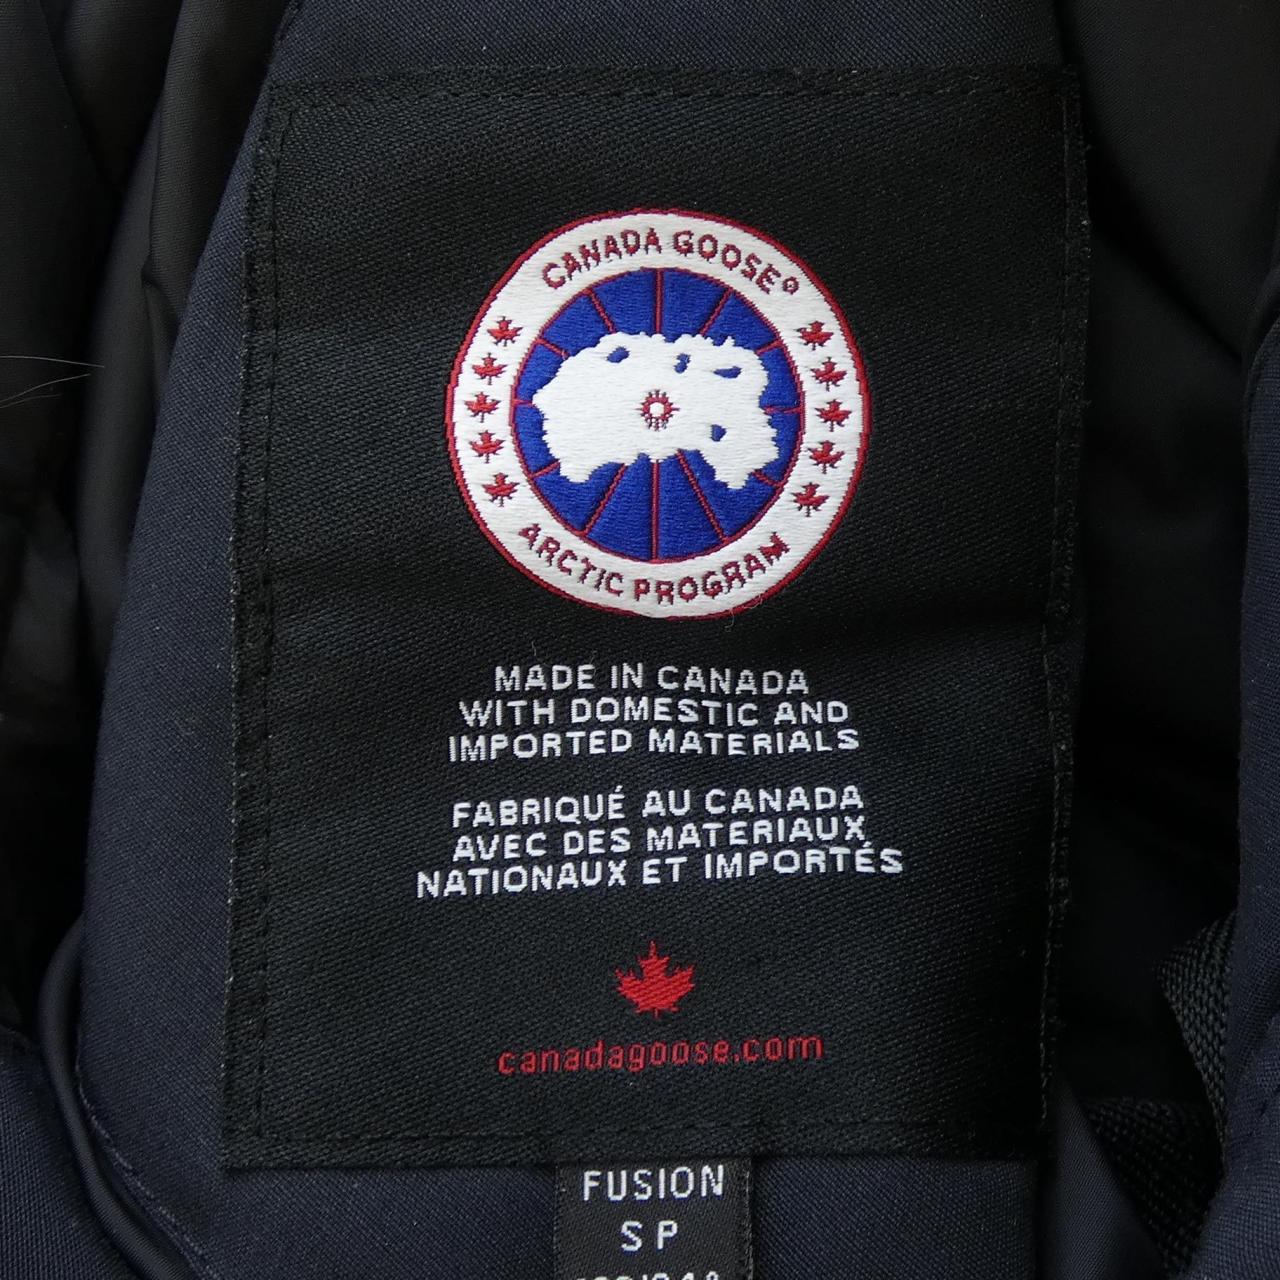 CANADA GOOSE
ARCTIC PROGRAM
MADE IN CANADA
WITH DOMESTIC AND
IMPORTED MATERIALS
FABRIQUÉ AU CANADA
AVEC DES MATERIAUX
NATIONAUX ET IMPORTÉS
canadagoose.com
FUSION
SP